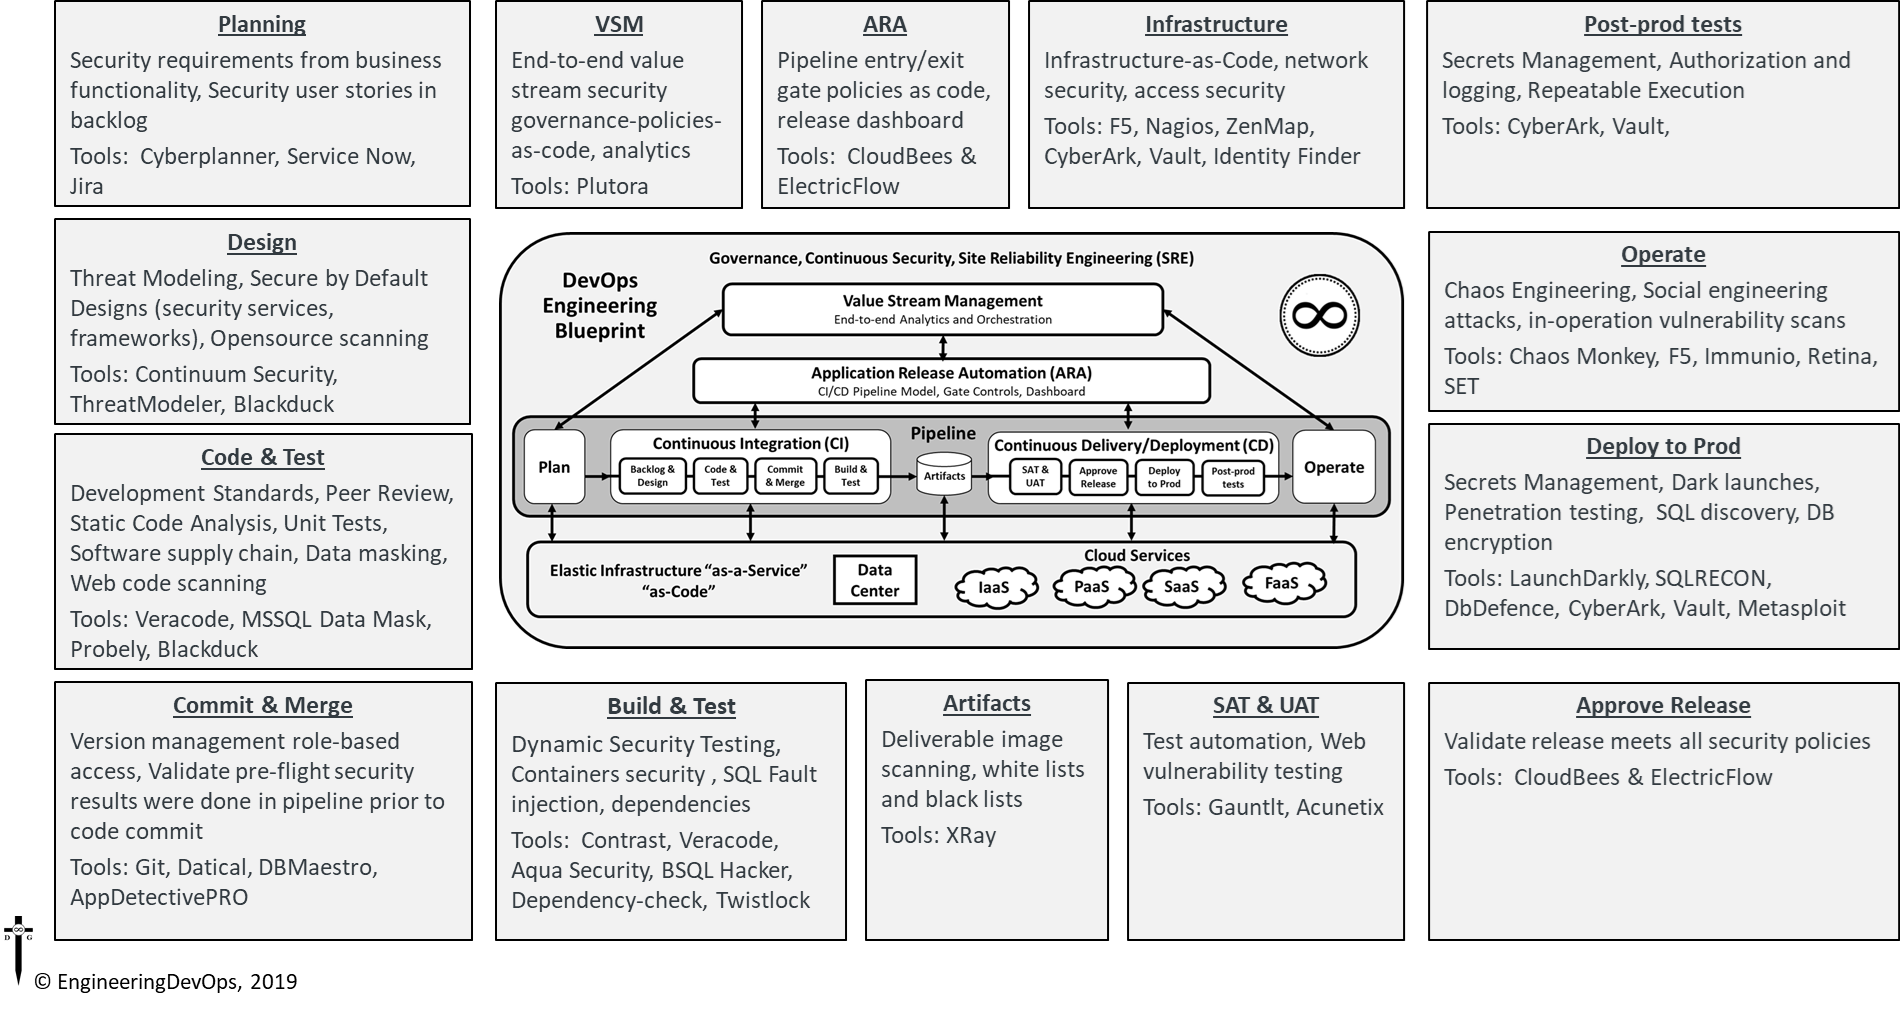 Planning
Security requirements from business
functionality, Security user stories in
backlog
Tools:  Cyberplanner, Service Now,
Jira
VSM
End-to-end value
stream security
governance-policies-
as-code, analytics
Tools: Plutora
ARA
Pipeline entry/exit
gate policies as code,
release dashboard
Tools:  CloudBees &
ElectricFlow
Infrastructure
Infrastructure-as-Code, network
security, access security
Tools: F5, Nagios, ZenMap,
CyberArk, Vault, Identity Finder
Post-prod tests
Secrets Management, Authorization and
logging, Repeatable Execution
Tools: CyberArk, Vault,
Design
Threat Modeling, Secure by Default
Designs (security services,
frameworks), Opensource scanning
Tools: Continuum Security,
ThreatModeler, Blackduck
Code & Test
Development Standards, Peer Review,
Static Code Analysis, Unit Tests,
Software supply chain, Data masking,
Web code scanning
Tools: Veracode, MSSQL Data Mask,
Probely, Blackduck
Governance, Continuous Security, Site Reliability Engineering (SRE)
DevOps
Engineering
Blueprint
Value Stream Management
End-to-end Analytics and Orchestration
Application Release Automation (ARA)
CI/CD Pipeline Model, Gate Controls, Dashboard
Pipeline
Plan
Continuous Integration (CI)
Backlog &
Design
Code &
Test
Commit
& Merge
Build &
Test
Artifacts
Continuous Delivery/Deployment (CD)
SAT &
UAT
Approve
Release
Deploy
to Prod
Post-prod
tests
Operate
Elastic Infrastructure “as-a-Service”
“as-Code”
Data
Center
Cloud Services
IaaS
PaaS
SaaS
FaaS
Operate
Chaos Engineering, Social engineering
attacks, in-operation vulnerability scans
Tools: Chaos Monkey, F5, Immunio, Retina,
SET
Deploy to Prod
Secrets Management, Dark launches,
Penetration testing,  SQL discovery, DB
encryption
Tools: LaunchDarkly, SQLRECON,
DbDefence, CyberArk, Vault, Metasploit
Commit & Merge
Version management role-based
access, Validate pre-flight security
results were done in pipeline prior to
code commit
Tools: Git, Datical, DBMaestro,
AppDetectivePRO
Build & Test
Dynamic Security Testing,
Containers security , SQL Fault
injection, dependencies
Tools:  Contrast, Veracode,
Aqua Security, BSQL Hacker,
Dependency-check, Twistlock
Artifacts
Deliverable image
scanning, white lists
and black lists
Tools: XRay
SAT & UAT
Test automation, Web
vulnerability testing
Tools: Gauntlt, Acunetix
Approve Release
Validate release meets all security policies
Tools:  CloudBees & ElectricFlow
D G
© EngineeringDevOps, 2019